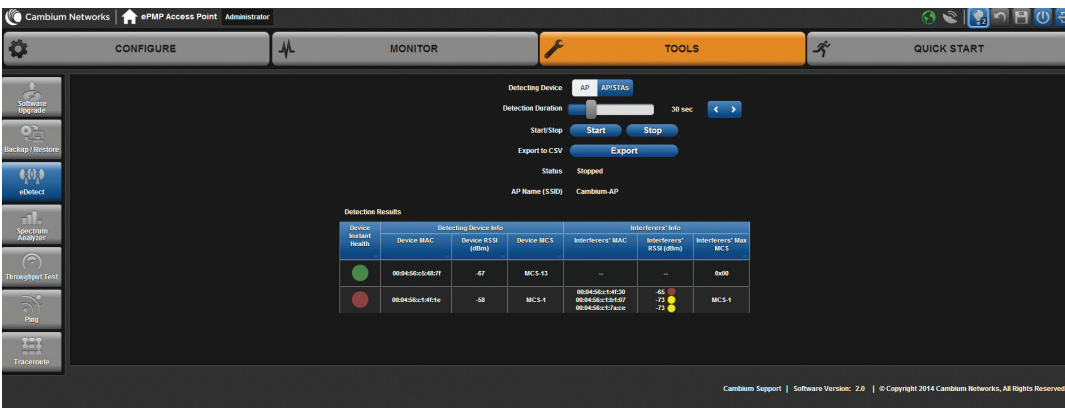 Cambium Networks | ePMP Access Point Administrator
2
CONFIGURE MONITOR TOOLS QUICK START
Software Upgrade
Backup / Restore
eDetect
Spectrum Analyzer
Throughput Test
Ping
Traceroute
Detecting Device AP AP/STAs
Detection Duration 30 sec < >
Start/Stop Start Stop
Export to CSV Export
Status Stopped
AP Name (SSID) Cambium-AP
Detection Results
Device Instant Health
Detecting Device Info Interferers' Info
Device MAC Device RSSI (dBm) Device MCS Interferers' MAC Interferers' RSSI (dBm) Interferers' Max MCS
00:04:56:c5:48:7f -67 MCS-13 -- -- 0x00
00:04:56:c1:4f:1e -58 MCS-1 00:04:56:c1:4f:30 -65 MCS-1
00:04:56:c1:b1:07 -73
00:04:56:c1:7a:ce -73
Cambium Support | Software Version: 2.0 | © Copyright 2014 Cambium Networks, All Rights Reserved